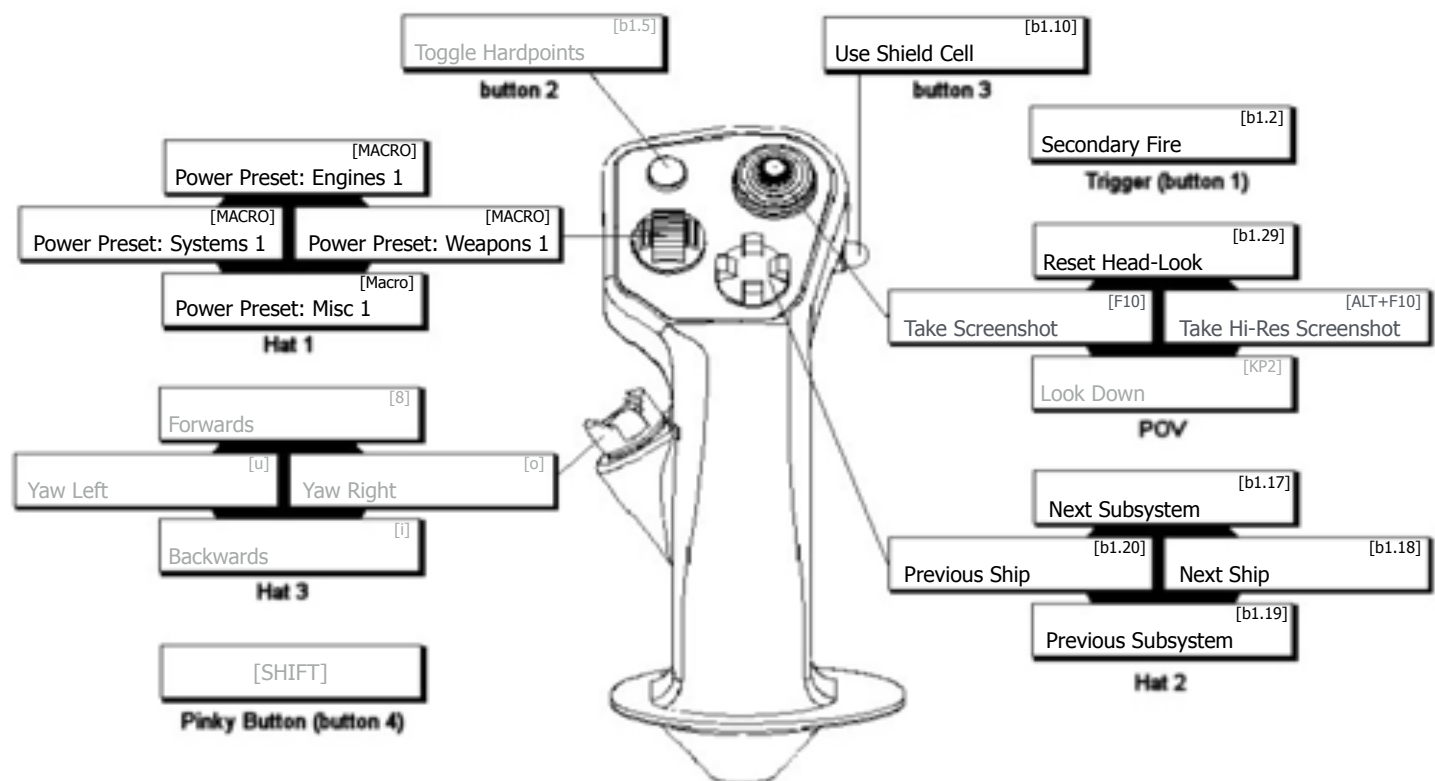 [b1.5]
Toggle Hardpoints
button 2
[b1.10]
Use Shield Cell
button 3
[b1.2]
Secondary Fire
Trigger (button 1)
[MACRO]
Power Preset: Engines 1
[MACRO]
Power Preset: Systems 1
[MACRO]
Power Preset: Weapons 1
[Macro]
Power Preset: Misc 1
Hat 1
[b1.29]
Reset Head-Look
[F10]
Take Screenshot
[ALT+F10]
Take Hi-Res Screenshot
[KP2]
Look Down
POV
[8]
Forwards
[u]
Yaw Left
[o]
Yaw Right
[i]
Backwards
Hat 3
[b1.17]
Next Subsystem
[b1.20]
Previous Ship
[b1.18]
Next Ship
[b1.19]
Previous Subsystem
Hat 2
[SHIFT]
Pinky Button (button 4)